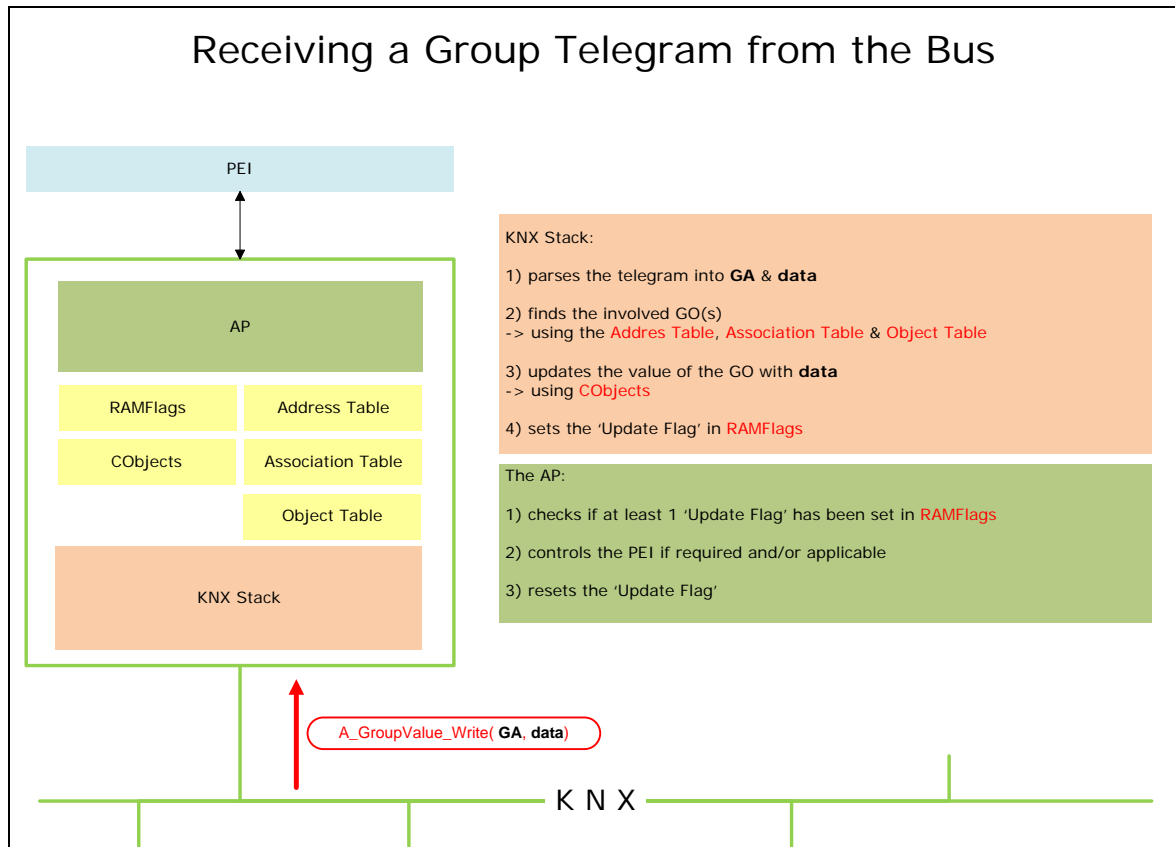 Receiving a Group Telegram from the Bus
PEI
AP
RAMFlags
Address Table
CObjects
Association Table
Object Table
KNX Stack
KNX Stack:
1) parses the telegram into GA & data
2) finds the involved GO(s)
-> using the Addres Table, Association Table & Object Table
3) updates the value of the GO with data
-> using CObjects
4) sets the ‘Update Flag’ in RAMFlags
The AP:
1) checks if at least 1 ‘Update Flag’ has been set in RAMFlags
2) controls the PEI if required and/or applicable
3) resets the ‘Update Flag’
A_GroupValue_Write( GA, data)
K N X